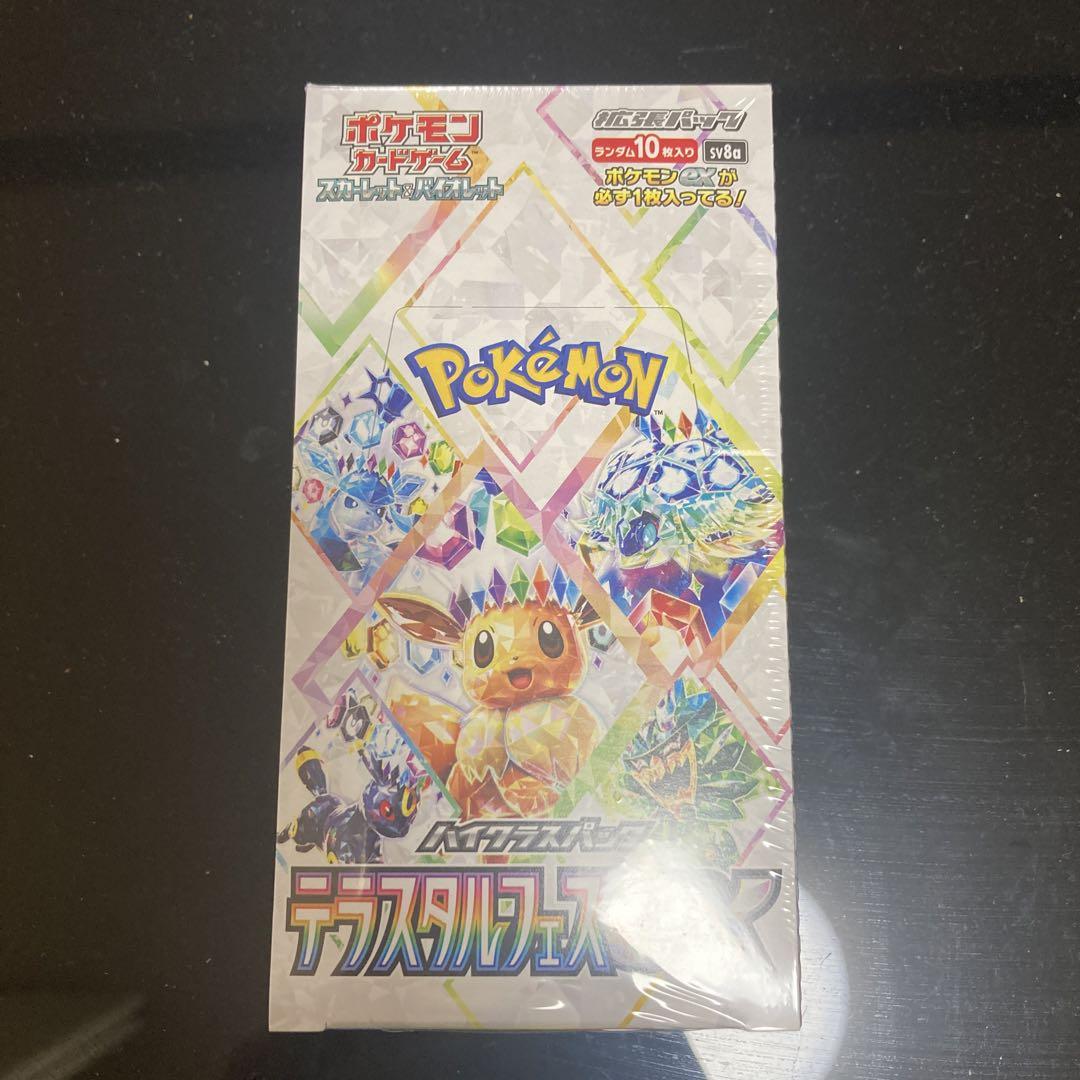 ポケモン
カードゲーム™
スカーレット&バイオレット
拡張パック
ランダム10枚入り sv8a
ポケモンexが
必ず1枚入ってる!
POKéMON™
ハイクラスパック
テラスタルフェス